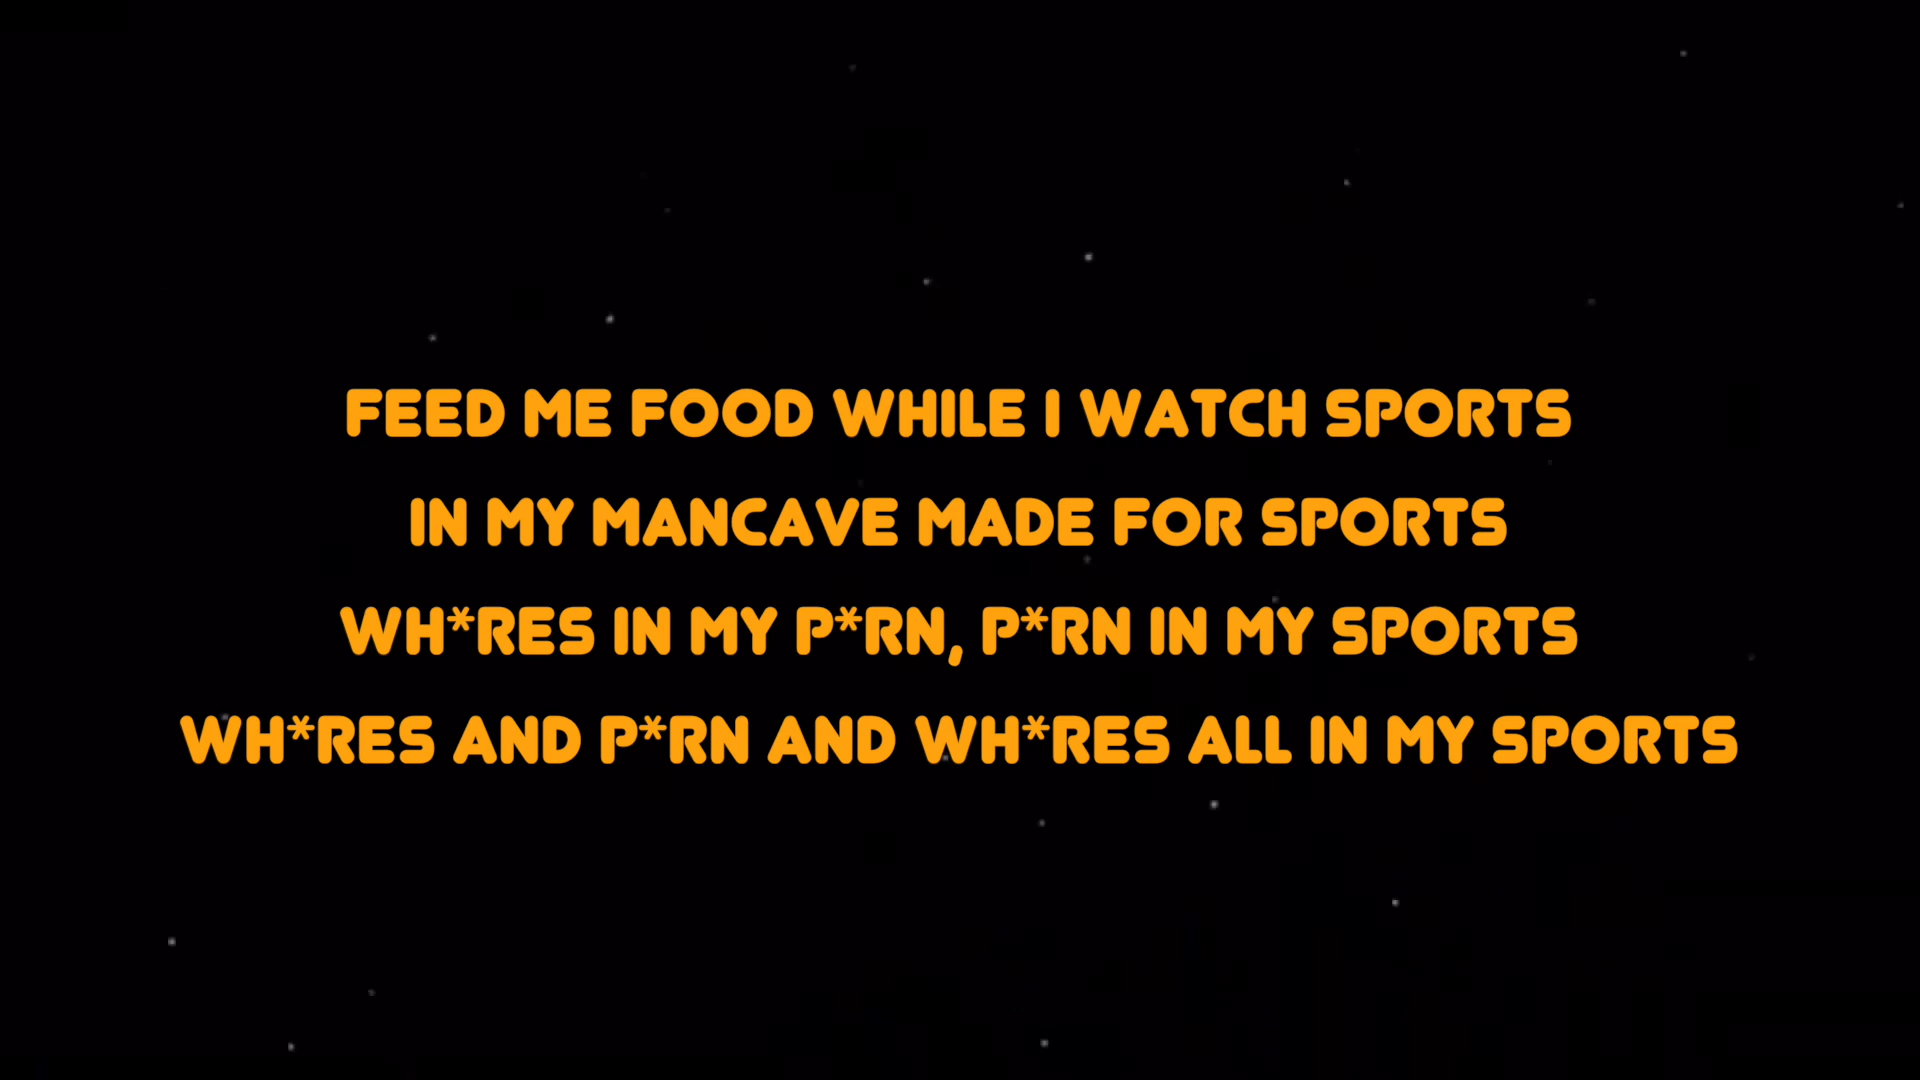 FEED ME FOOD WHILE I WATCH SPORTS
IN MY MANCAVE MADE FOR SPORTS
WH*RES IN MY P*RN, P*RN IN MY SPORTS
WH*RES AND P*RN AND WH*RES ALL IN MY SPORTS